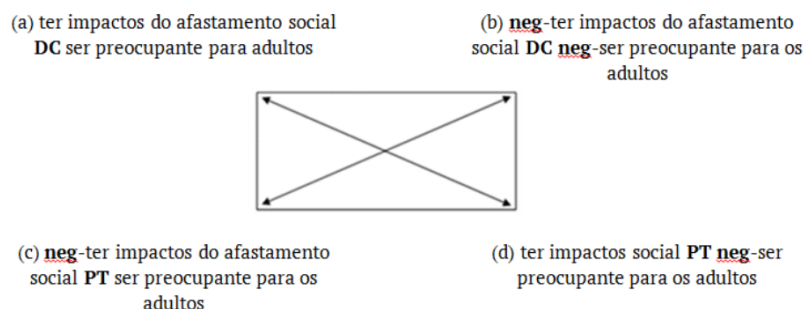 (a) ter impactos do afastamento social
DC ser preocupante para adultos
(b) neg-ter impactos do afastamento
social DC neg-ser preocupante para os
adultos
(c) neg-ter impactos do afastamento
social PT ser preocupante para os
adultos
(d) ter impactos social PT neg-ser
preocupante para os adultos